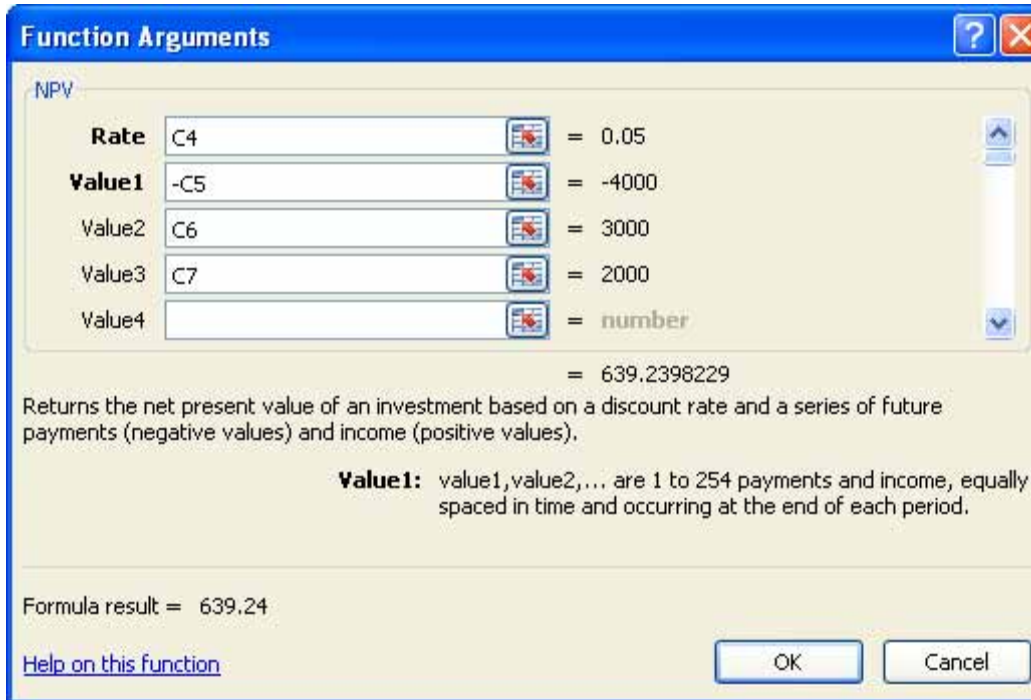 Function Arguments
NPV
Rate C4 = 0.05
Value1 -C5 = -4000
Value2 C6 = 3000
Value3 C7 = 2000
Value4 = number
= 639.2398229
Returns the net present value of an investment based on a discount rate and a series of future
payments (negative values) and income (positive values).
Value1: value1,value2,... are 1 to 254 payments and income, equally
spaced in time and occurring at the end of each period.
Formula result = 639.24
Help on this function
OK
Cancel